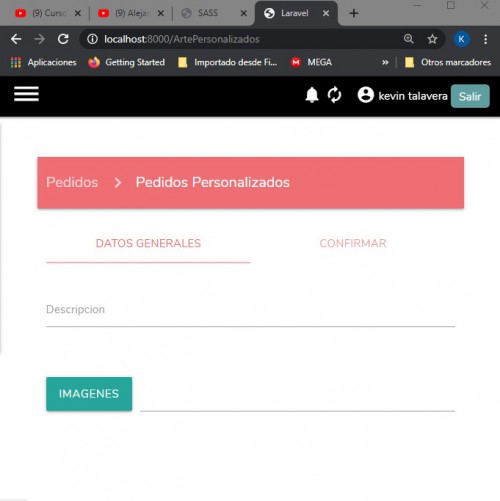 (9) Curso
(9) Alejan
SASS
Laravel
localhost:8000/ArtePersonalizados
K
Aplicaciones
Getting Started
Importado desde Fi...
M
MEGA
»
Otros marcadores
kevin talavera
Salir
Pedidos
Pedidos Personalizados
DATOS GENERALES
CONFIRMAR
Descripcion
IMAGENES